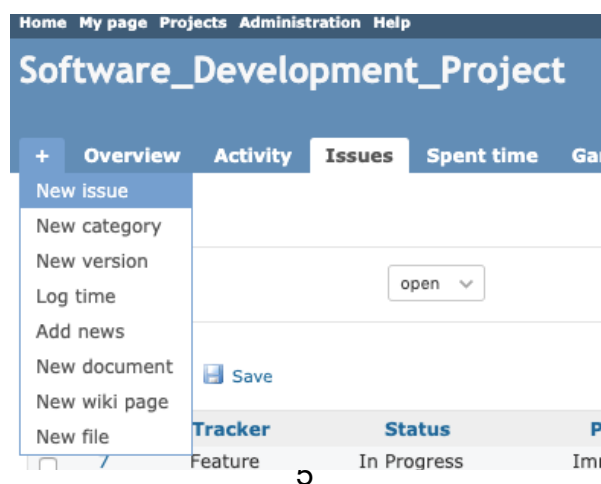 Home My page Projects Administration Help
Software_Development_Project
+ Overview Activity Issues Spent time
New issue
New category
New version
open
Log time
Add news
New document
Save
New wiki page
New file
Tracker Status
7 Feature In Progress
5